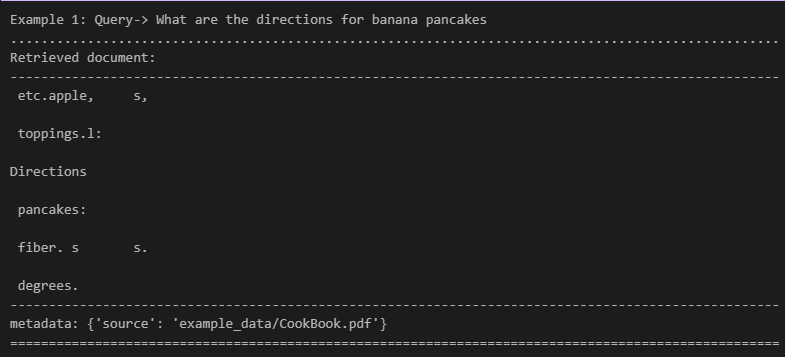 Example 1: Query-> What are the directions for banana pancakes
....................................................................................................
Retrieved document:
----------------------------------------------------------------------------------------------------
 etc.apple,     s,
 toppings.l:
Directions
 pancakes:
 fiber. s       s.
 degrees.
----------------------------------------------------------------------------------------------------
metadata: {'source': 'example_data/CookBook.pdf'}
====================================================================================================